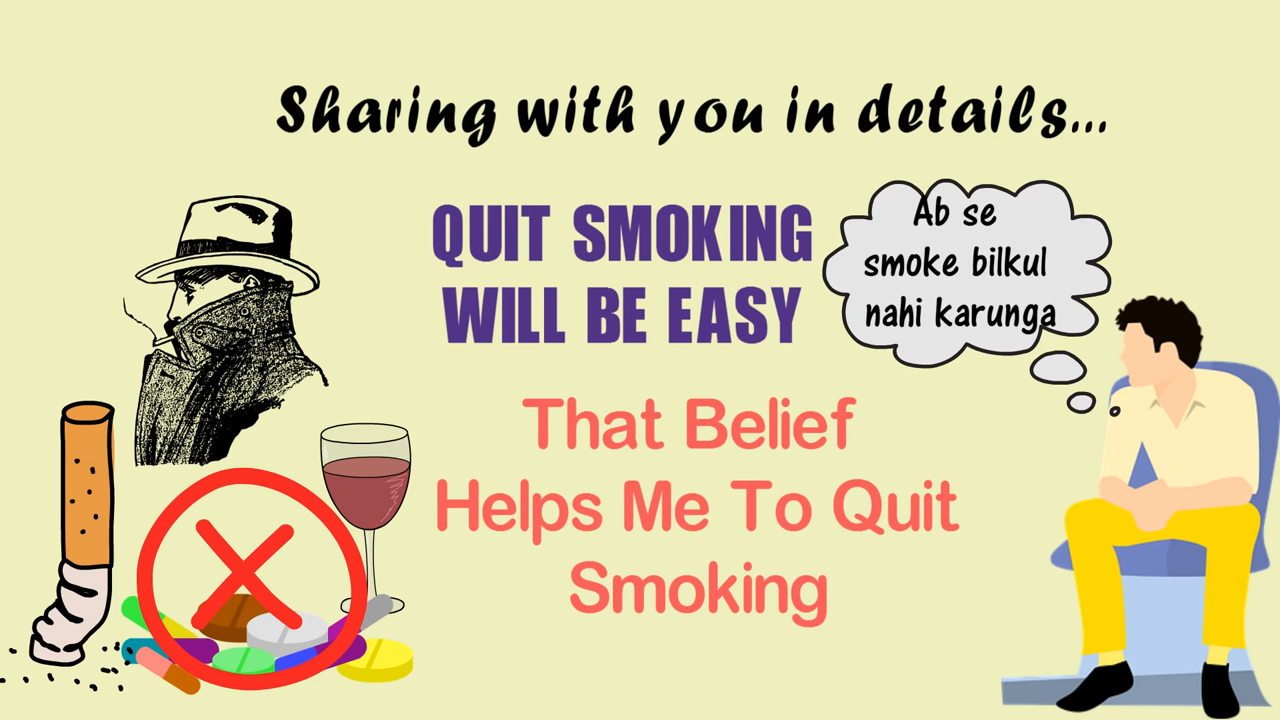 Sharing with you in details...
QUIT SMOKING
WILL BE EASY
Ab se
smoke bilkul
nahi karunga
That Belief
Helps Me To Quit
Smoking